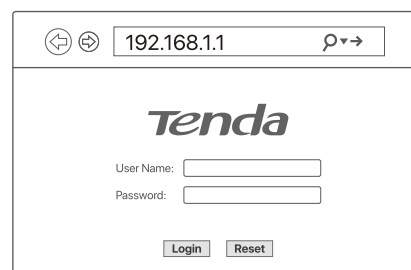 192.168.1.1
Tenda
User Name:
Password:
Login Reset